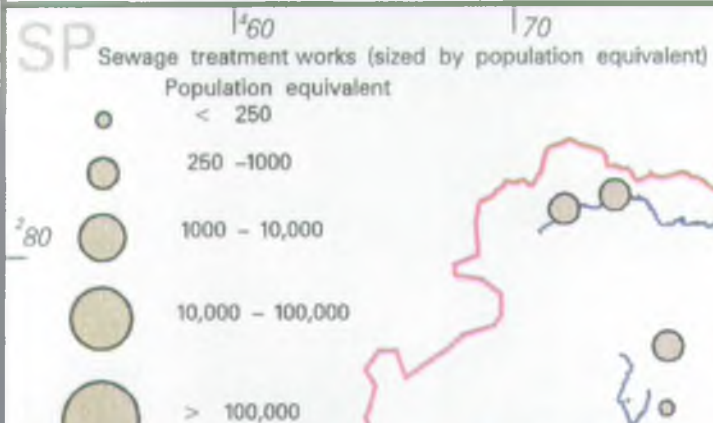 ⁴60 70
SP Sewage treatment works (sized by population equivalent)
Population equivalent
< 250
250 –1000
²80 1000 – 10,000
10,000 – 100,000
> 100,000